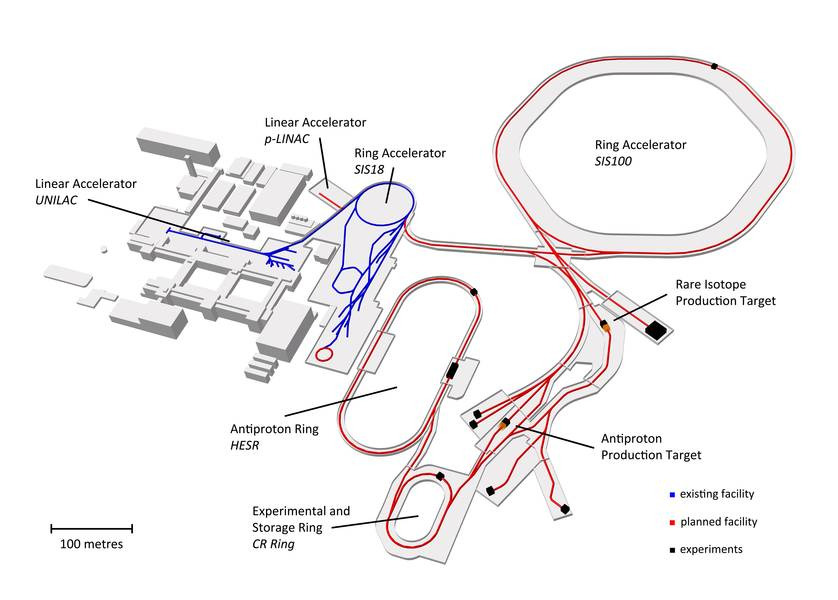 Linear Accelerator
p-LINAC
Ring Accelerator
SIS18
Ring Accelerator
SIS100
Linear Accelerator
UNILAC
Rare Isotope
Production Target
Antiproton Ring
HESR
Antiproton
Production Target
Experimental and
Storage Ring
CR Ring
existing facility
planned facility
experiments
100 metres